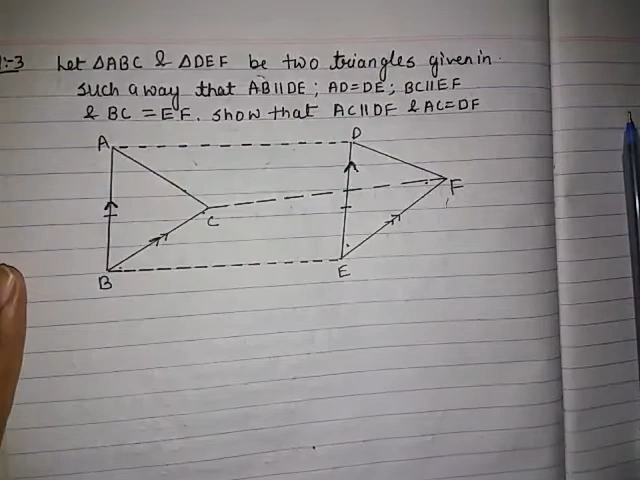 :-3 Let ΔABC & ΔDEF be two triangles given in
such a way that AB||DE; AD=DE; BC||EF
& BC = EF. Show that AC||DF & AC=DF
A
D
F
C
B
E